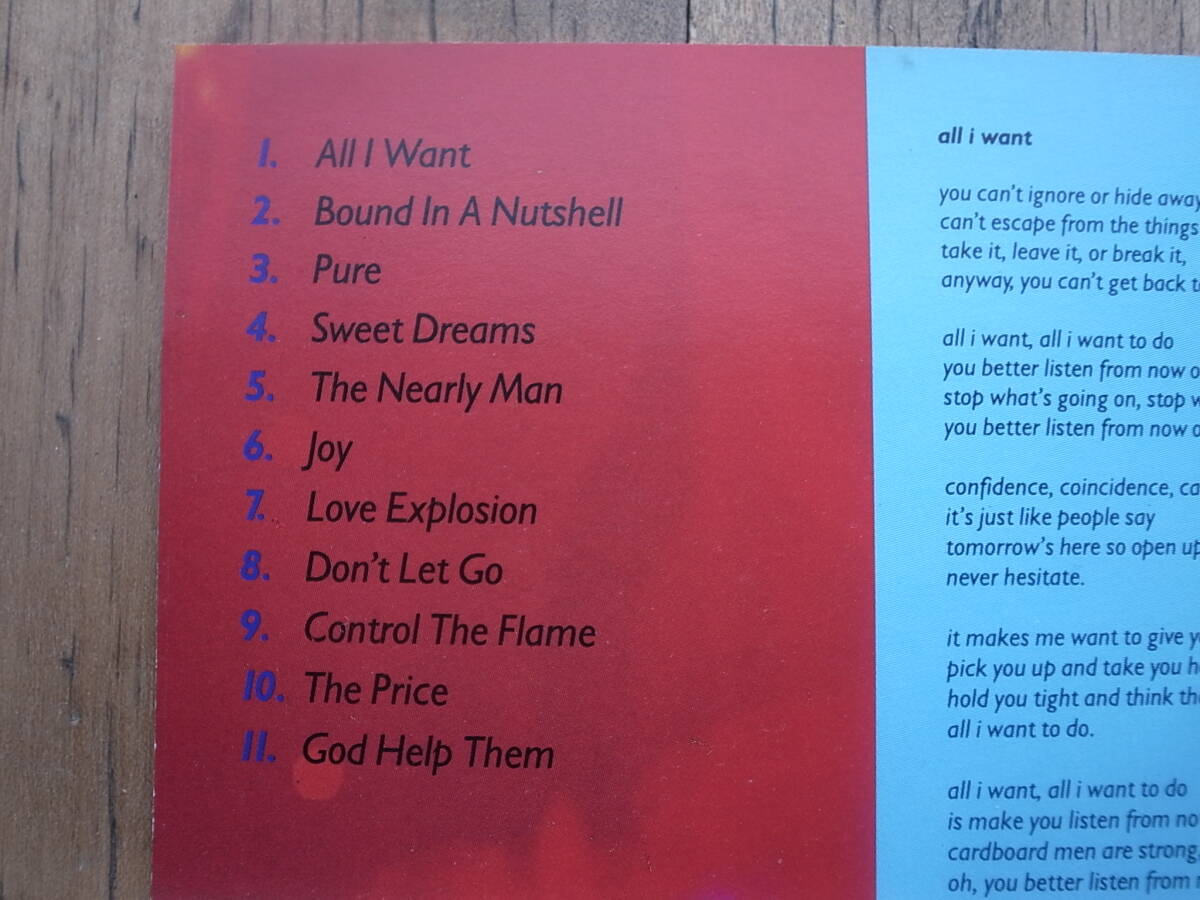 1. All I Want
2. Bound In A Nutshell
3. Pure
4. Sweet Dreams
5. The Nearly Man
6. Joy
7. Love Explosion
8. Don't Let Go
9. Control The Flame
10. The Price
11. God Help Them
all i want
you can't ignore or hide away
can't escape from the things
take it, leave it, or break it,
anyway, you can't get back
all i want, all i want to do
you better listen from now
stop what's going on, stop
you better listen from now
confidence, coincidence,
it's just like people say
tomorrow's here so open up
never hesitate.
it makes me want to give
pick you up and take you
hold you tight and think
all i want to do.
all i want, all i want to do
is make you listen from
cardboard men are strong,
oh, you better listen from